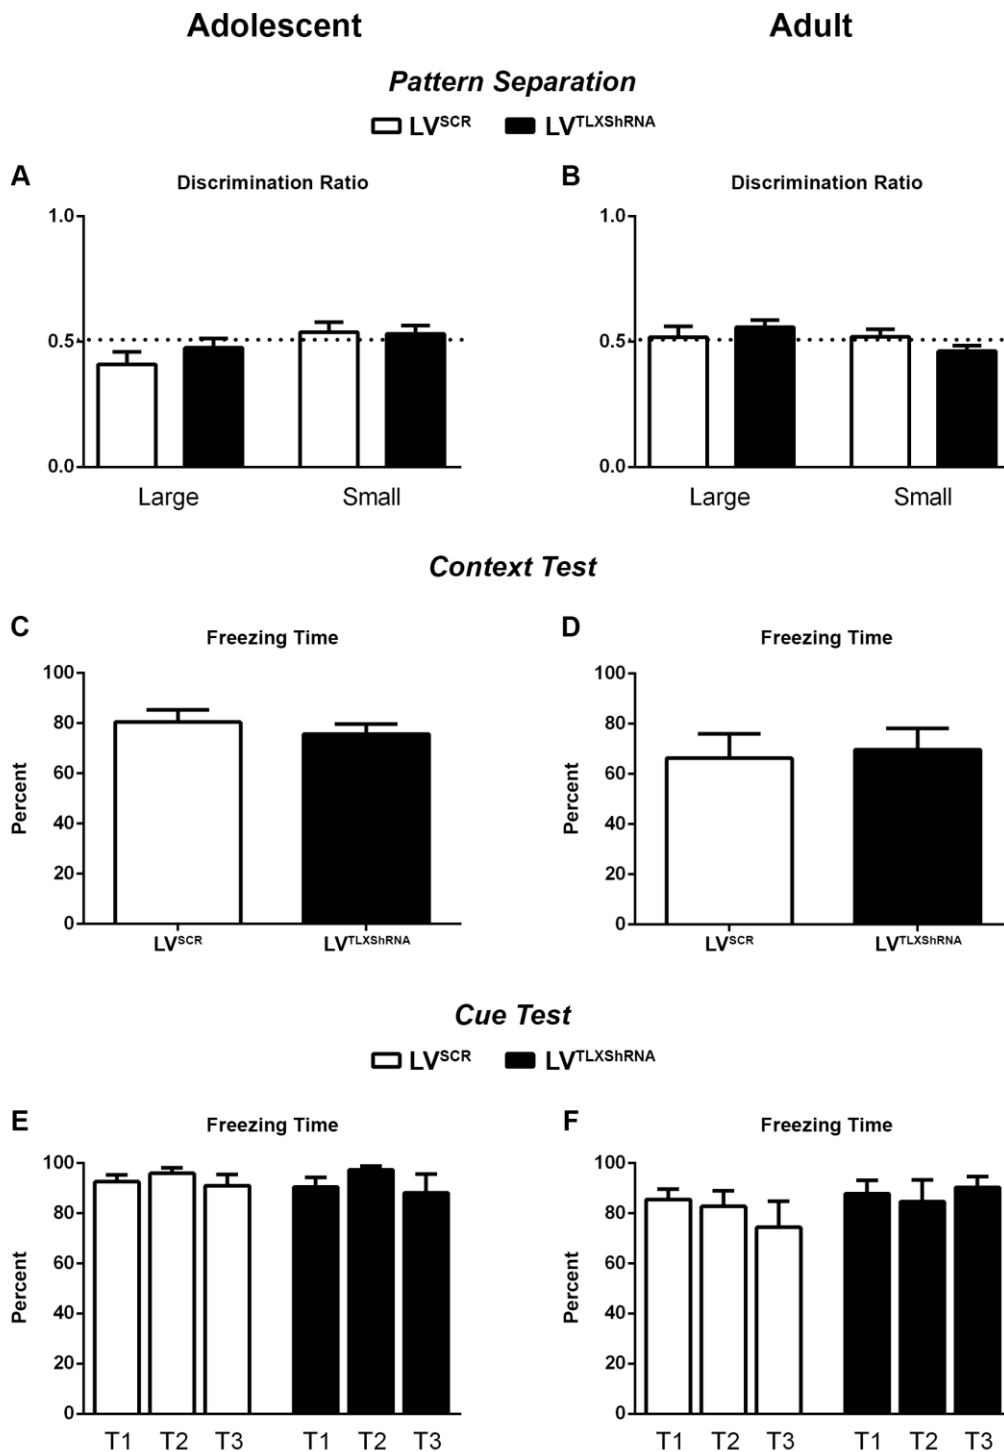 Adolescent Adult
Pattern Separation
LVSCR LVTLXShRNA
A Discrimination Ratio B Discrimination Ratio
1.0 1.0
0.5 0.5
0.0 0.0
Large Small Large Small
Context Test
C Freezing Time D Freezing Time
100 100
80 80
60 60
Percent Percent
40 40
20 20
0 0
LVSCR LVTLXShRNA LVSCR LVTLXShRNA
Cue Test
LVSCR LVTLXShRNA
E Freezing Time F Freezing Time
100 100
80 80
60 60
Percent Percent
40 40
20 20
0 0
T1 T2 T3 T1 T2 T3 T1 T2 T3 T1 T2 T3